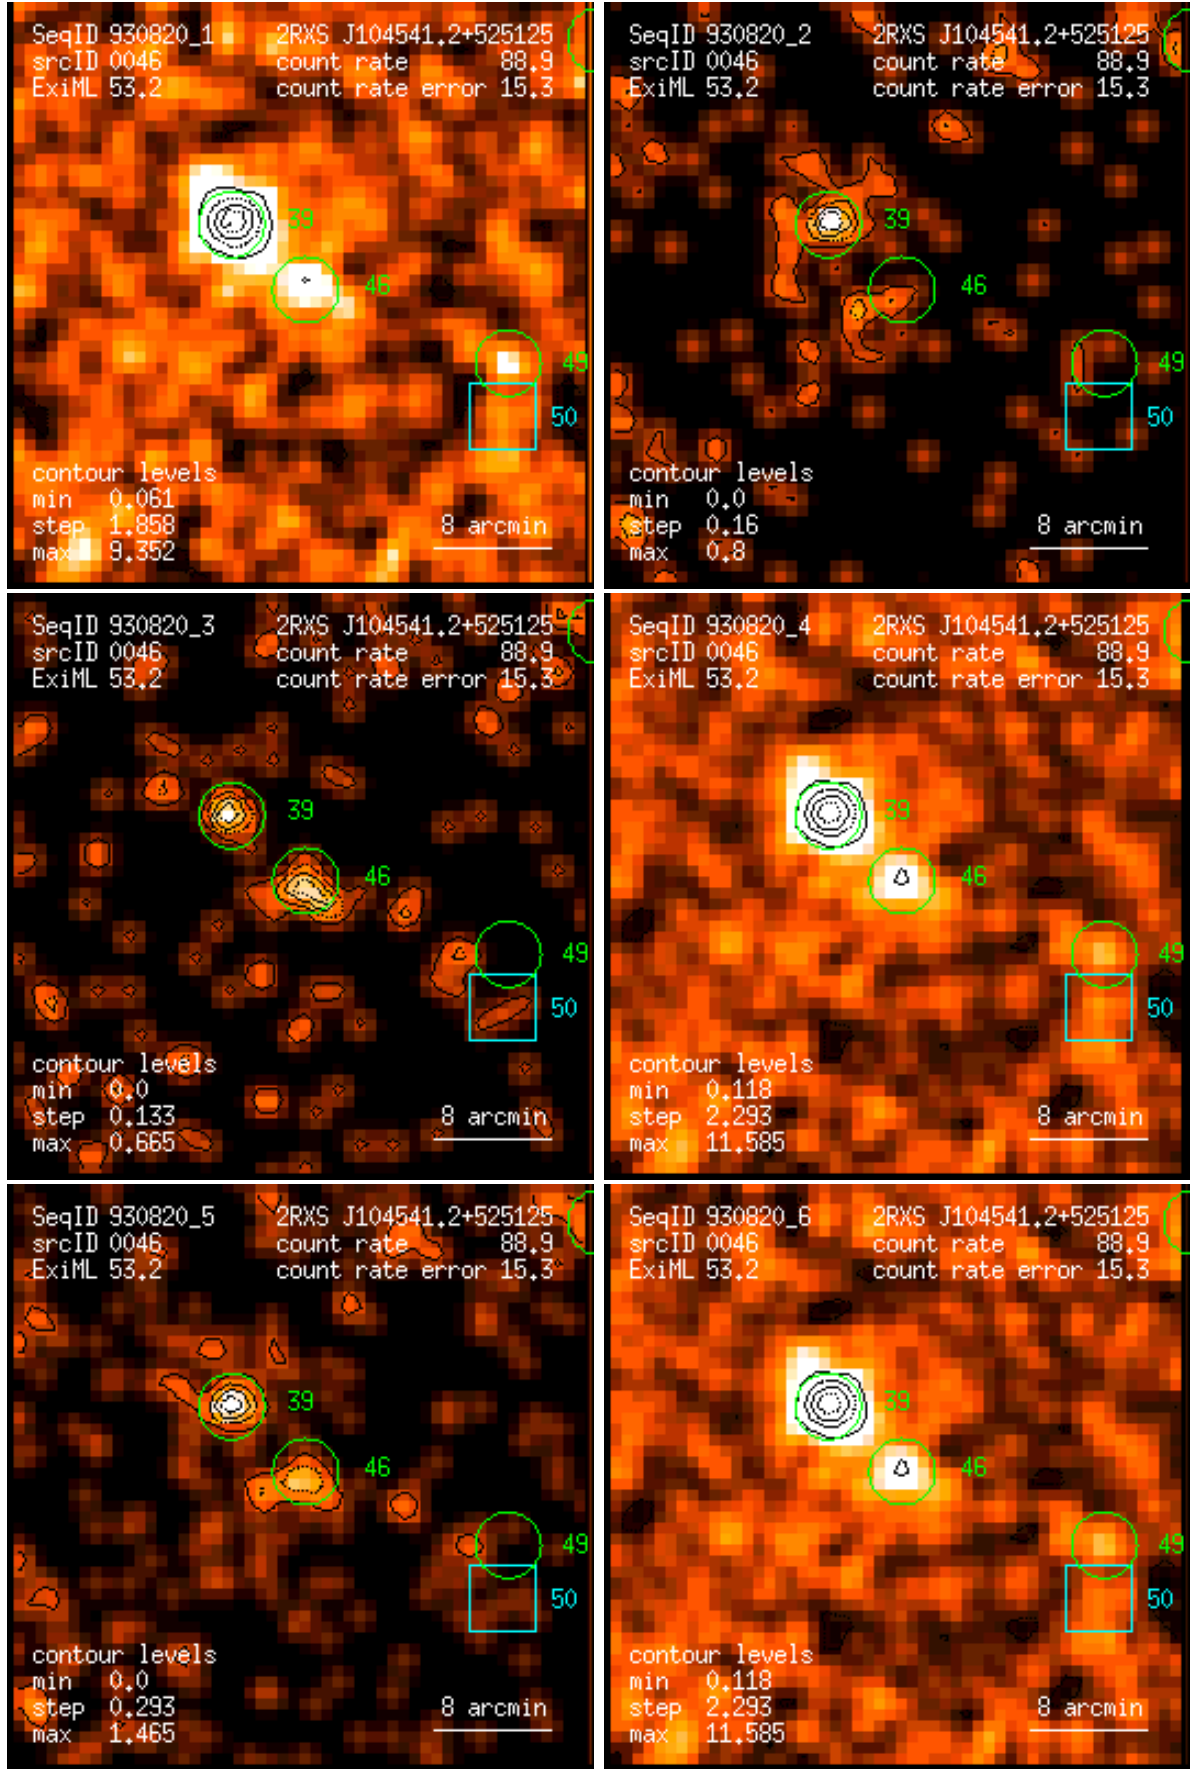 SeqID 930820_1 2RXS J104541.2+525125
srcID 0046 count rate 88.9
ExiML 53.2 count rate error 15.3
39
46
49
50
contour levels
min 0.061
step 1.858 8 arcmin
max 9.352
SeqID 930820_2 2RXS J104541.2+525125
srcID 0046 count rate 88.9
ExiML 53.2 count rate error 15.3
39
46
49
50
contour levels
min 0.0
step 0.16 8 arcmin
max 0.8
SeqID 930820_3 2RXS J104541.2+525125
srcID 0046 count rate 88.9
ExiML 53.2 count rate error 15.3
39
46
49
50
contour levels
min 0.0
step 0.133 8 arcmin
max 0.665
SeqID 930820_4 2RXS J104541.2+525125
srcID 0046 count rate 88.9
ExiML 53.2 count rate error 15.3
39
46
49
50
contour levels
min 0.118
step 2.293 8 arcmin
max 11.585
SeqID 930820_5 2RXS J104541.2+525125
srcID 0046 count rate 88.9
ExiML 53.2 count rate error 15.3
39
46
49
50
contour levels
min 0.0
step 0.293 8 arcmin
max 1.465
SeqID 930820_6 2RXS J104541.2+525125
srcID 0046 count rate 88.9
ExiML 53.2 count rate error 15.3
39
46
49
50
contour levels
min 0.118
step 2.293 8 arcmin
max 11.585